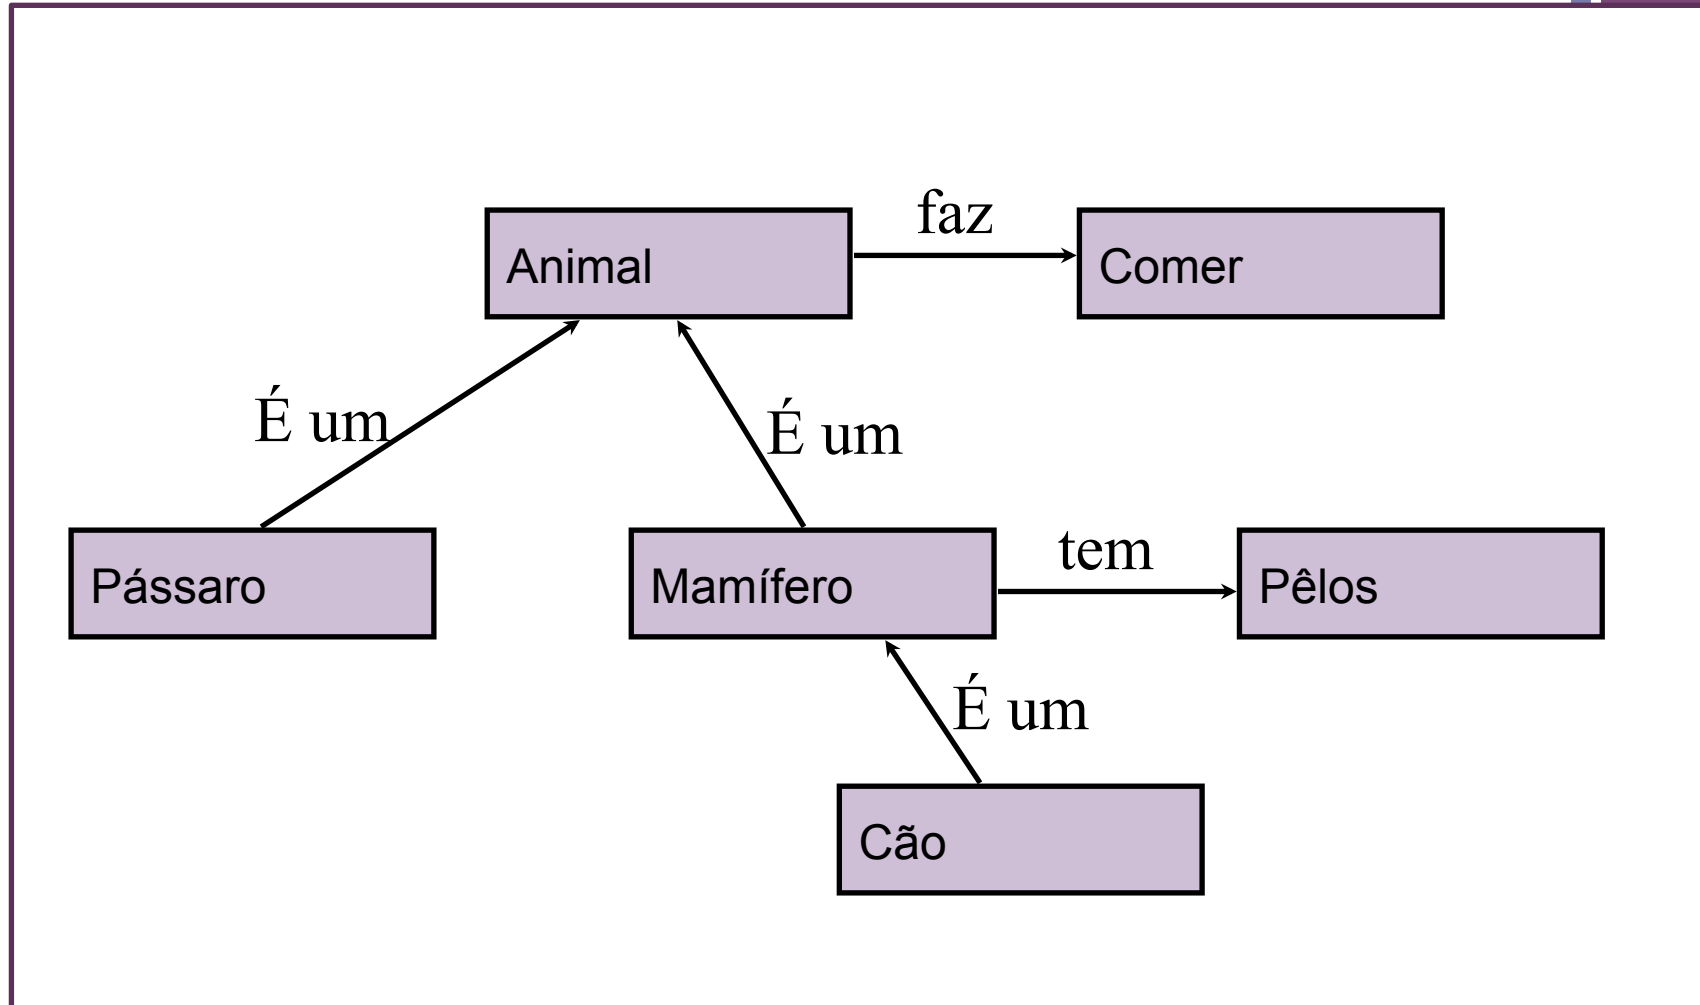 faz
Animal
Comer
É um
É um
tem
Pássaro
Mamífero
Pêlos
É um
Cão